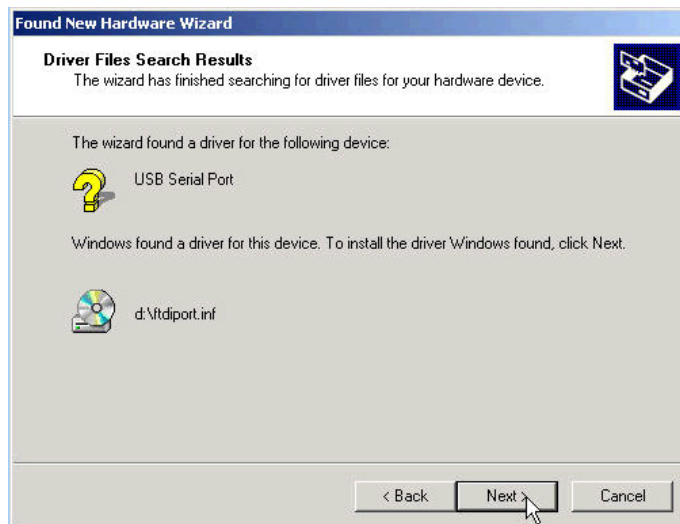 Found New Hardware Wizard
Driver Files Search Results
The wizard has finished searching for driver files for your hardware device.
The wizard found a driver for the following device:
USB Serial Port
Windows found a driver for this device. To install the driver Windows found, click Next.
d:\ftdiport.inf
< Back Next > Cancel